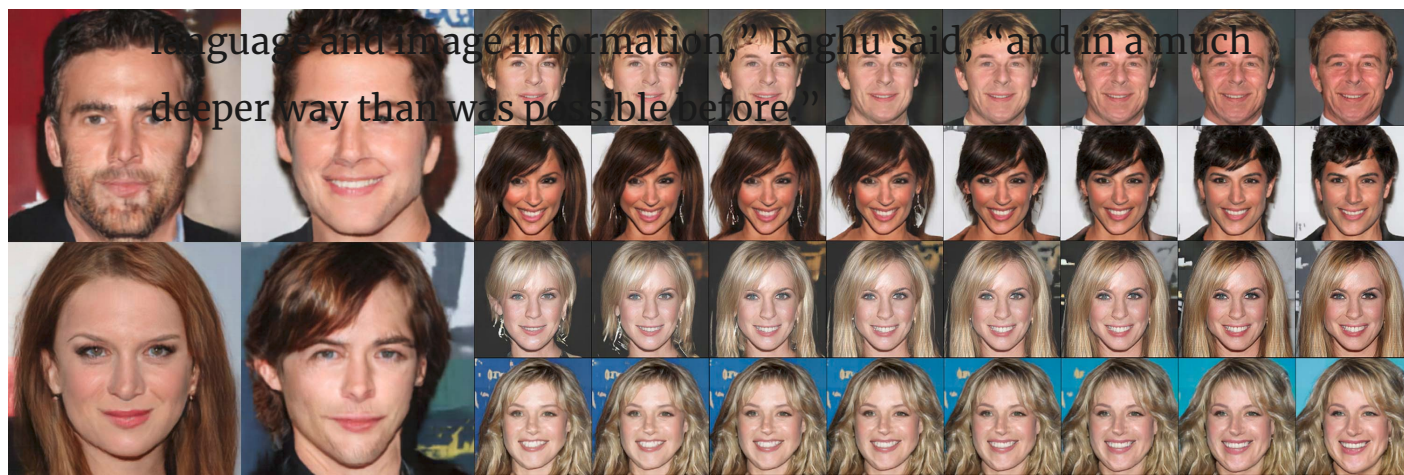 language and image information,” Raghu said, “and in a much
deeper way than was possible before.”